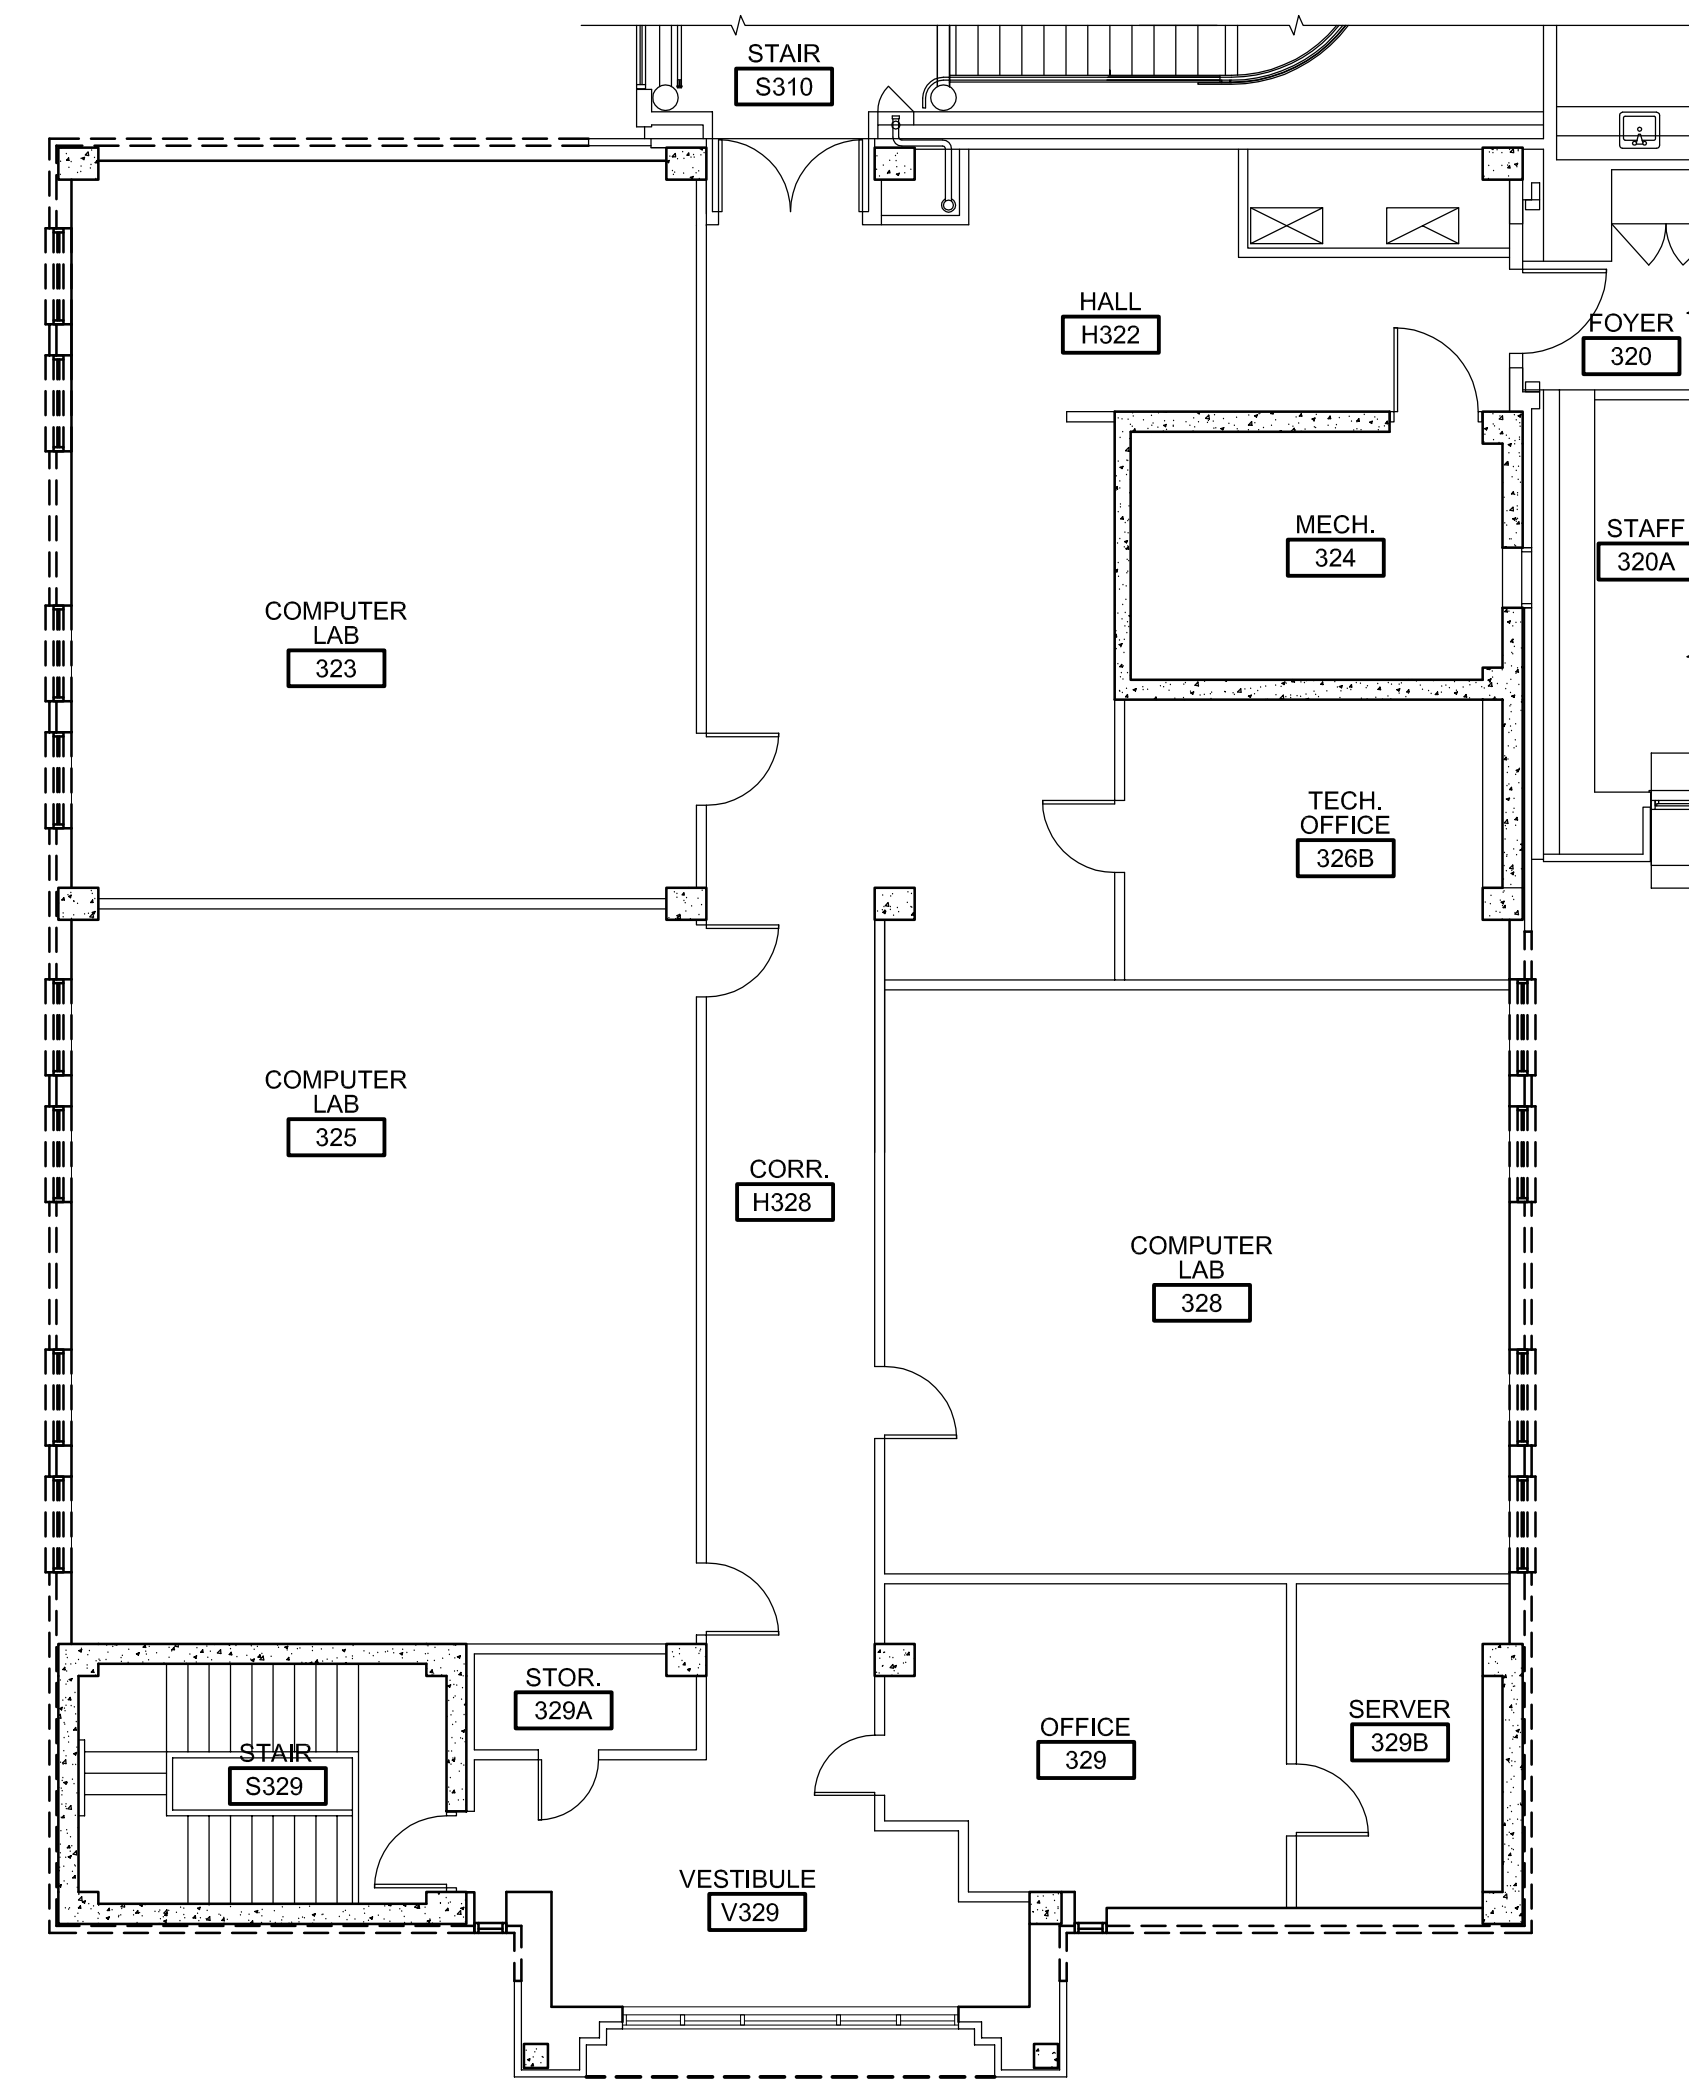 STAIR
S310
HALL
H322
FOYER
320
MECH.
324
STAFF
320A
COMPUTER
LAB
323
TECH.
OFFICE
326B
COMPUTER
LAB
325
CORR.
H328
COMPUTER
LAB
328
STOR.
329A
SERVER
329B
OFFICE
329
STAIR
S329
VESTIBULE
V329